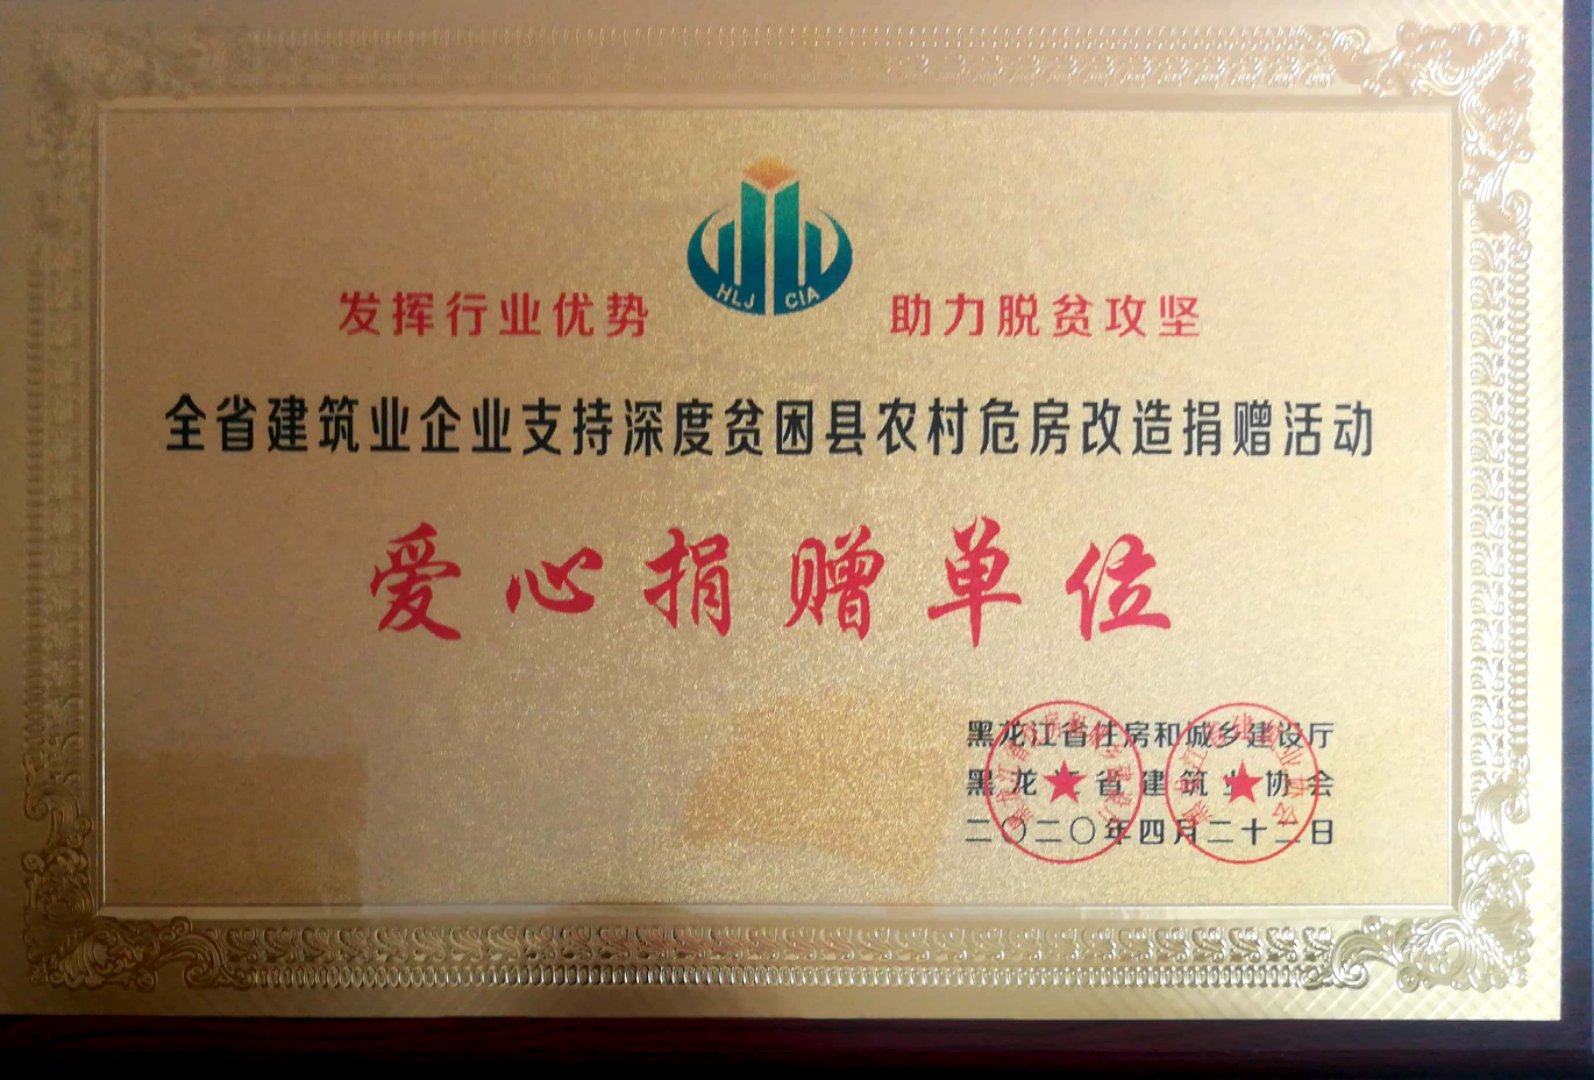 HLJ CIA
发挥行业优势 助力脱贫攻坚
全省建筑业企业支持深度贫困县农村危房改造捐赠活动
爱心捐赠单位
黑龙江省住房和城乡建设厅
黑龙江省建筑业协会
二〇二〇年四月二十二日